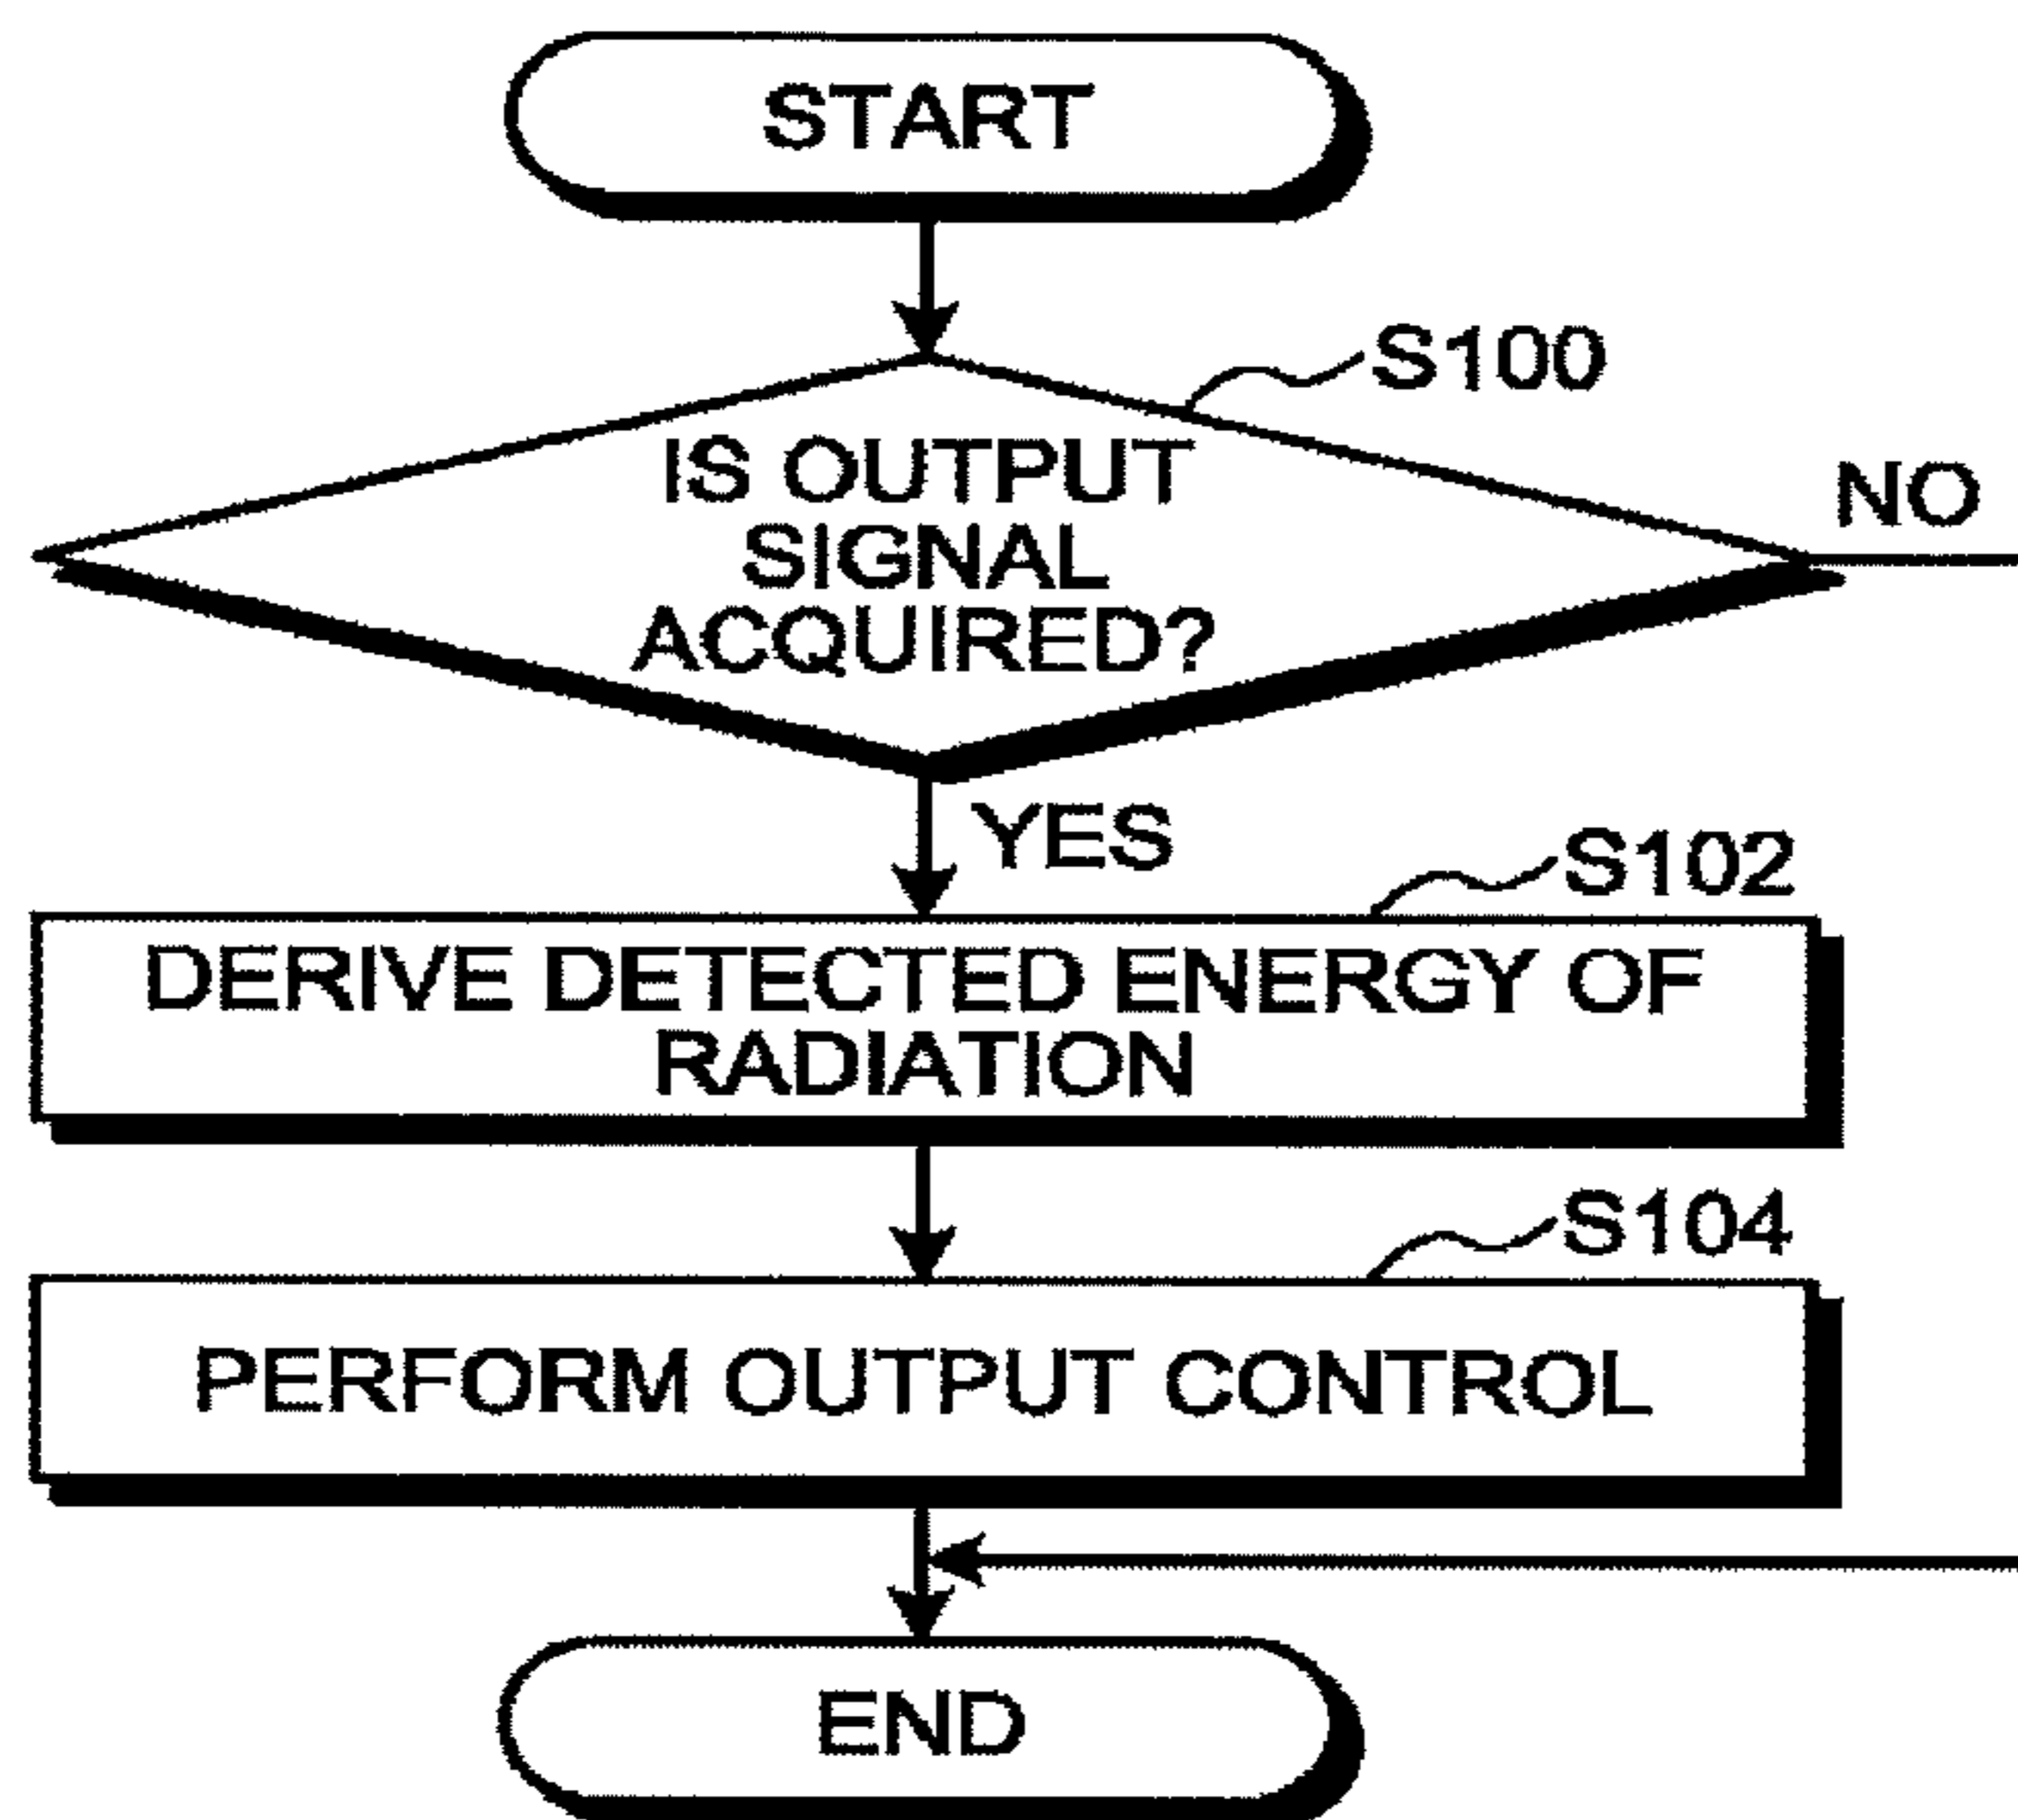 START
S100
IS OUTPUT
SIGNAL
ACQUIRED?
NO
YES
S102
DERIVE DETECTED ENERGY OF
RADIATION
S104
PERFORM OUTPUT CONTROL
END